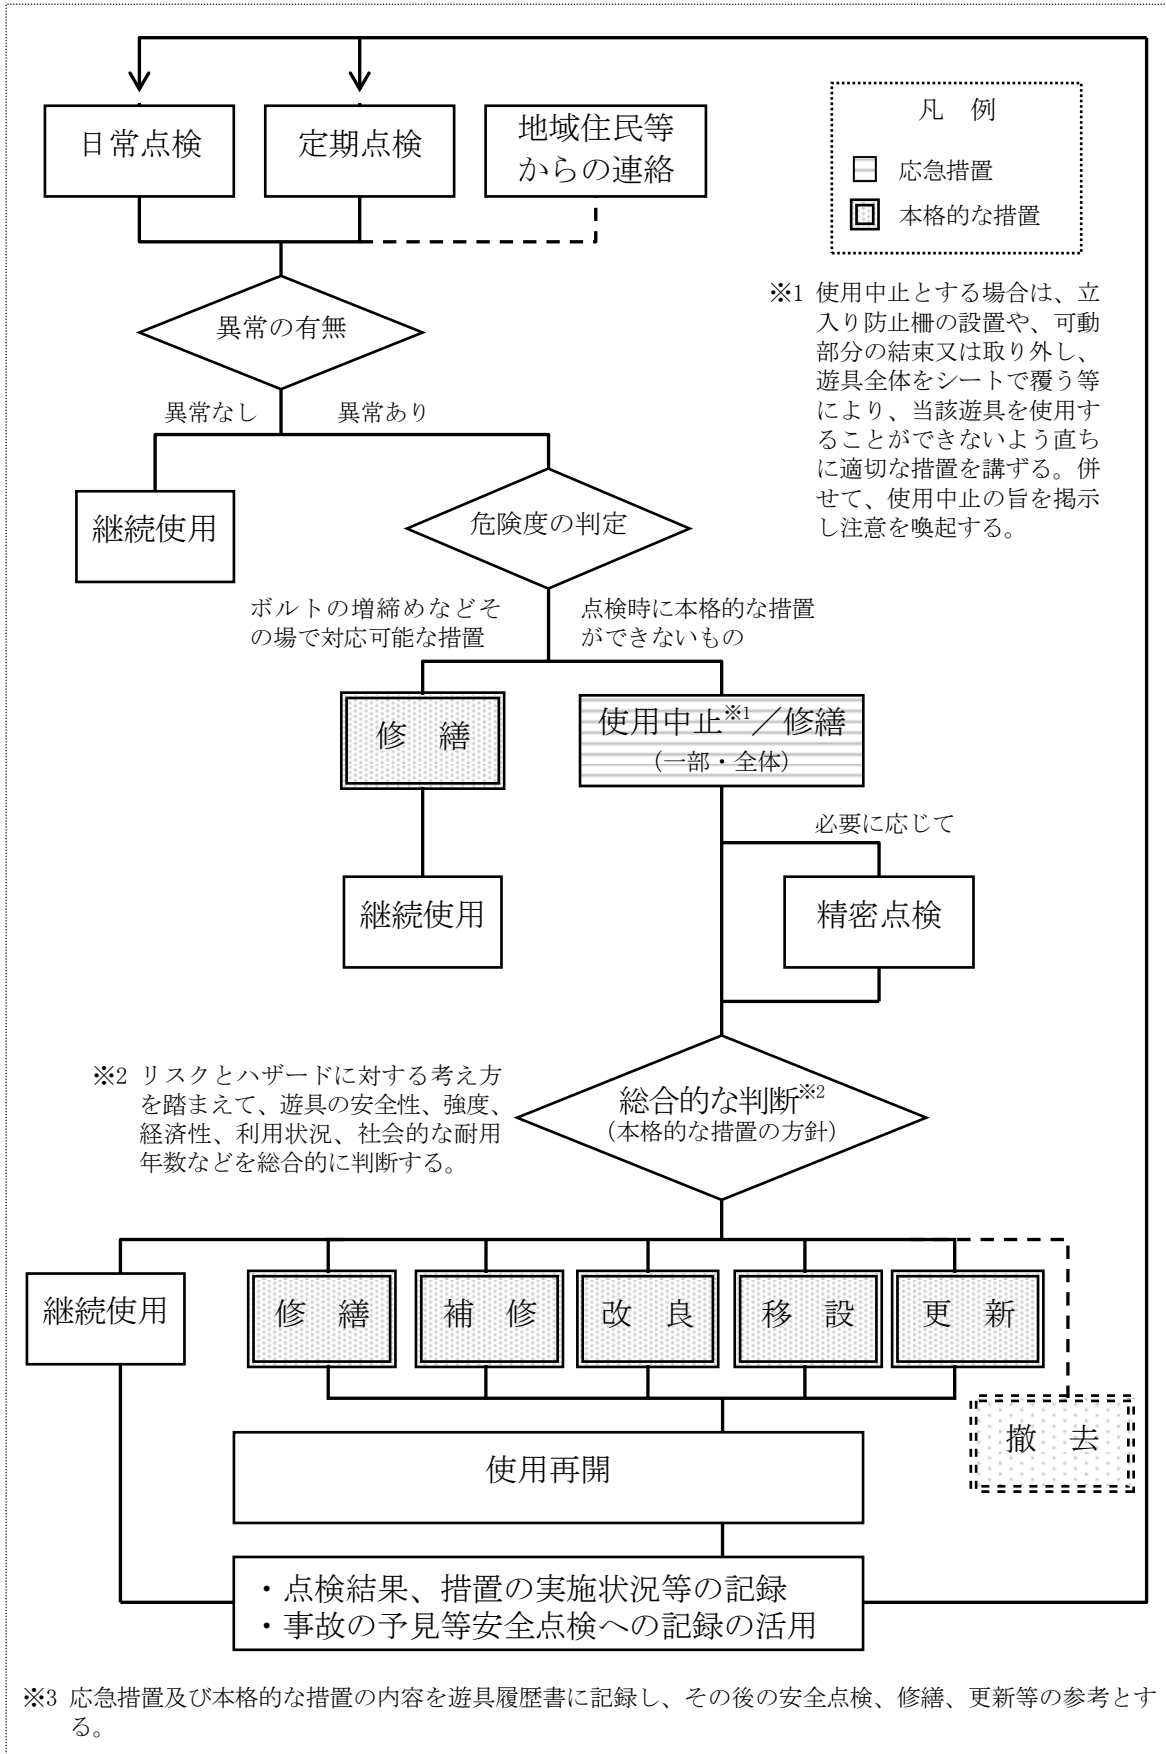 日常点検
定期点検
地域住民等
からの連絡
凡　例
応急措置
本格的な措置
※1 使用中止とする場合は、立
入り防止柵の設置や、可動
部分の結束又は取り外し、
遊具全体をシートで覆う等
により、当該遊具を使用す
ることができないよう直ち
に適切な措置を講ずる。併
せて、使用中止の旨を掲示
し注意を喚起する。
異常の有無
異常なし
異常あり
継続使用
危険度の判定
ボルトの増締めなどそ
の場で対応可能な措置
点検時に本格的な措置
ができないもの
修　繕
使用中止※1／修繕
（一部・全体）
必要に応じて
継続使用
精密点検
※2 リスクとハザードに対する考え方
を踏まえて、遊具の安全性、強度、
経済性、利用状況、社会的な耐用
年数などを総合的に判断する。
総合的な判断※2
（本格的な措置の方針）
継続使用
修　繕
補　修
改　良
移　設
更　新
撤　去
使用再開
・点検結果、措置の実施状況等の記録
・事故の予見等安全点検への記録の活用
※3 応急措置及び本格的な措置の内容を遊具履歴書に記録し、その後の安全点検、修繕、更新等の参考とす
る。